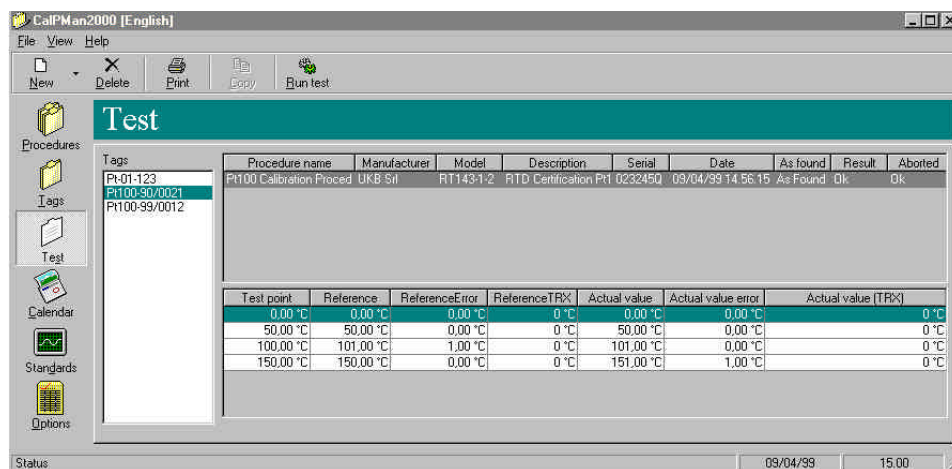 CalPMan2000 [English]
File View Help
New Delete Print Copy Run test
Procedures
Tags
Test
Calendar
Standards
Options
Test
Tags
Pt-01-123
Pt100-90/0021
Pt100-99/0012
Procedure name Manufacturer Model Description Serial Date As found Result Aborted
Pt100 Calibration Proced UKB Srl RT143-1-2 RTD Certification Pt1 023245Q 09/04/99 14.56.15 As Found Ok Ok
Test point Reference ReferenceError ReferenceTRX Actual value Actual value error Actual value (TRX)
0,00 °C 0,00 °C 0,00 °C 0 °C 0,00 °C 0,00 °C 0 °C
50,00 °C 50,00 °C 0,00 °C 0 °C 50,00 °C 0,00 °C 0 °C
100,00 °C 101,00 °C 1,00 °C 0 °C 101,00 °C 0,00 °C 0 °C
150,00 °C 150,00 °C 0,00 °C 0 °C 151,00 °C 1,00 °C 0 °C
Status 09/04/99 15.00